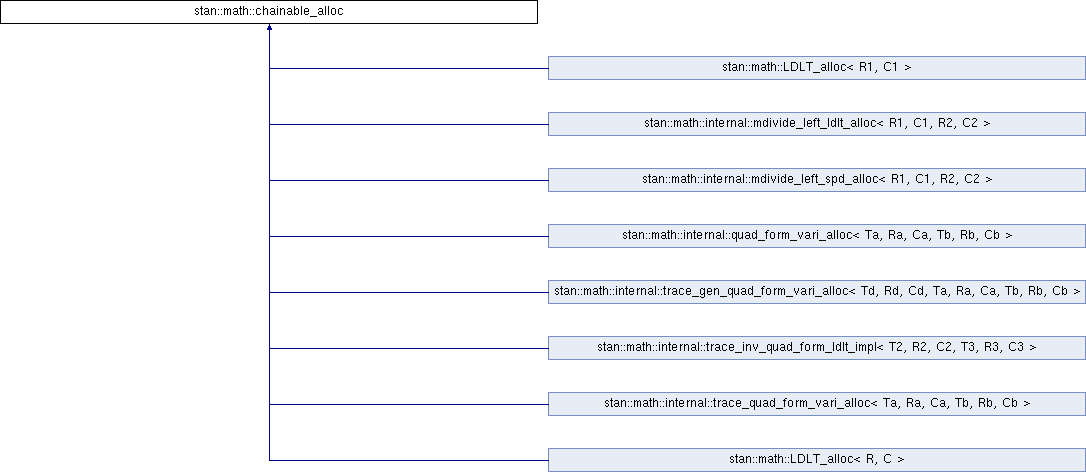 stan::math::chainable_alloc
stan::math::LDLT_alloc< R1, C1 >
stan::math::internal::mdivide_left_ldlt_alloc< R1, C1, R2, C2 >
stan::math::internal::mdivide_left_spd_alloc< R1, C1, R2, C2 >
stan::math::internal::quad_form_vari_alloc< Ta, Ra, Ca, Tb, Rb, Cb >
stan::math::internal::trace_gen_quad_form_vari_alloc< Td, Rd, Cd, Ta, Ra, Ca, Tb, Rb, Cb >
stan::math::internal::trace_inv_quad_form_ldlt_impl< T2, R2, C2, T3, R3, C3 >
stan::math::internal::trace_quad_form_vari_alloc< Ta, Ra, Ca, Tb, Rb, Cb >
stan::math::LDLT_alloc< R, C >